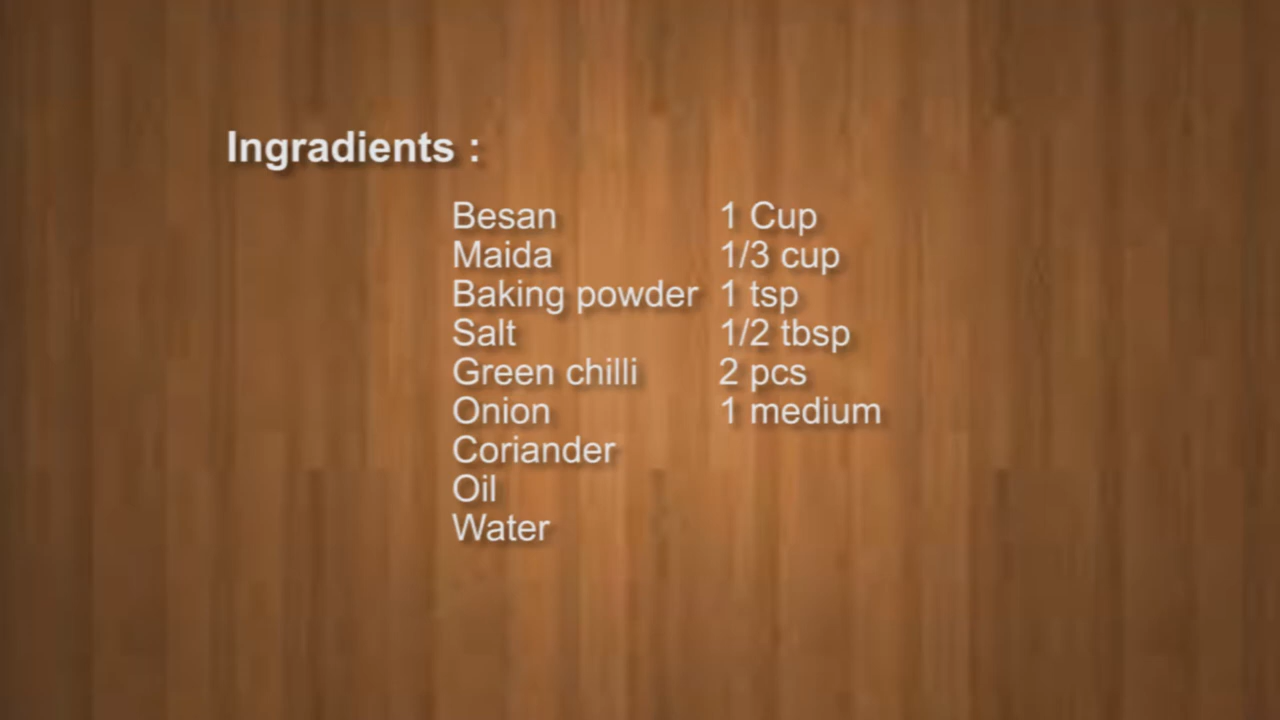 Ingradients :
Besan 1 Cup
Maida 1/3 cup
Baking powder 1 tsp
Salt 1/2 tbsp
Green chilli 2 pcs
Onion 1 medium
Coriander
Oil
Water